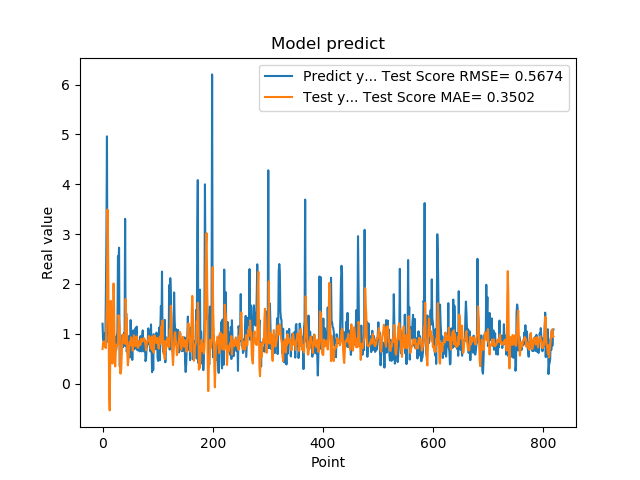 Model predict
Predict y... Test Score RMSE= 0.5674
Test y... Test Score MAE= 0.3502
Real value
6
5
4
3
2
1
0
0 200 400 600 800
Point